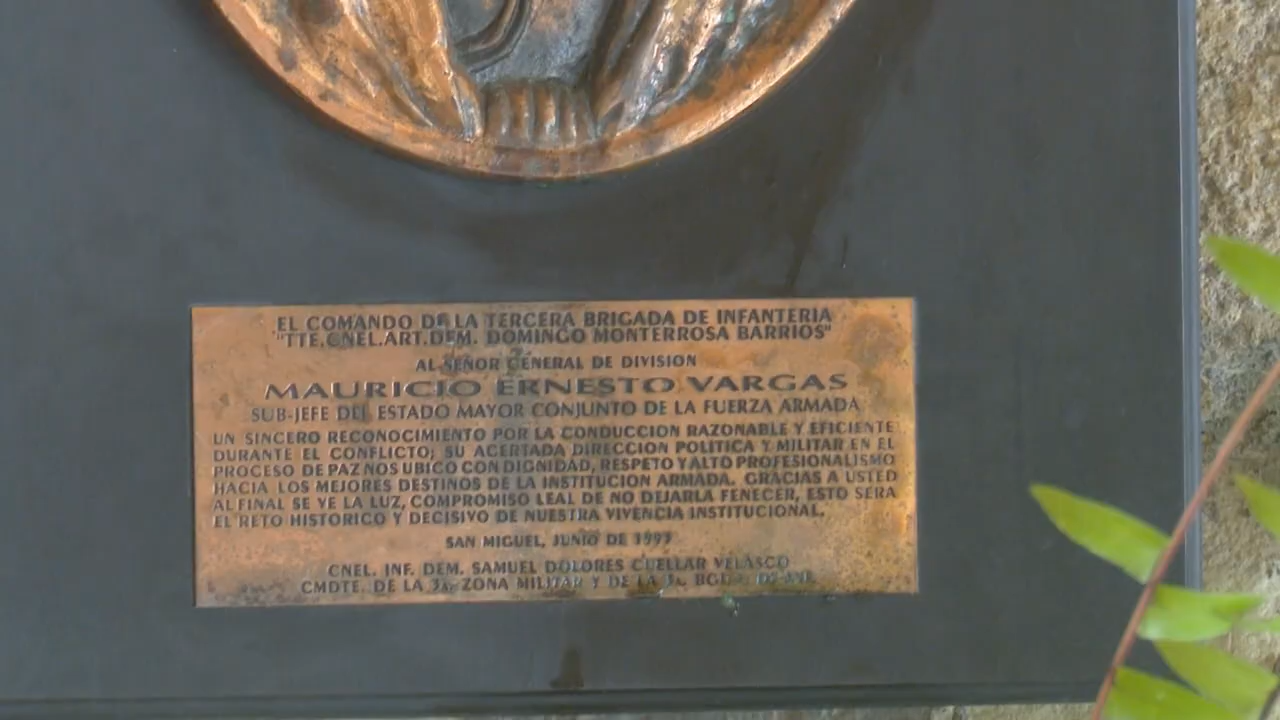 EL COMANDO DE LA TERCERA BRIGADA DE INFANTERIA
"TTE.CNEL.ART.DEM. DOMINGO MONTERROSA BARRIOS"
AL SEÑOR GENERAL DE DIVISION
MAURICIO ERNESTO VARGAS
SUB-JEFE DEL ESTADO MAYOR CONJUNTO DE LA FUERZA ARMADA
UN SINCERO RECONOCIMIENTO POR LA CONDUCCION RAZONABLE Y EFICIENTE
DURANTE EL CONFLICTO; SU ACERTADA DIRECCION POLITICA Y MILITAR EN EL
PROCESO DE PAZ NOS UBICO CON DIGNIDAD, RESPETO Y ALTO PROFESIONALISMO
HACIA LOS MEJORES DESTINOS DE LA INSTITUCION ARMADA. GRACIAS A USTED
AL FINAL SE VE LA LUZ, COMPROMISO LEAL DE NO DEJARLA FENECER, ESTO SERA
EL RETO HISTORICO Y DECISIVO DE NUESTRA VIVENCIA INSTITUCIONAL.
SAN MIGUEL, JUNIO DE
CNEL. INF. DEM. SAMUEL DOLORES CUELLAR VELASCO
CMDTE. DE LA 3a. ZONA MILITAR Y DE LA 3a.